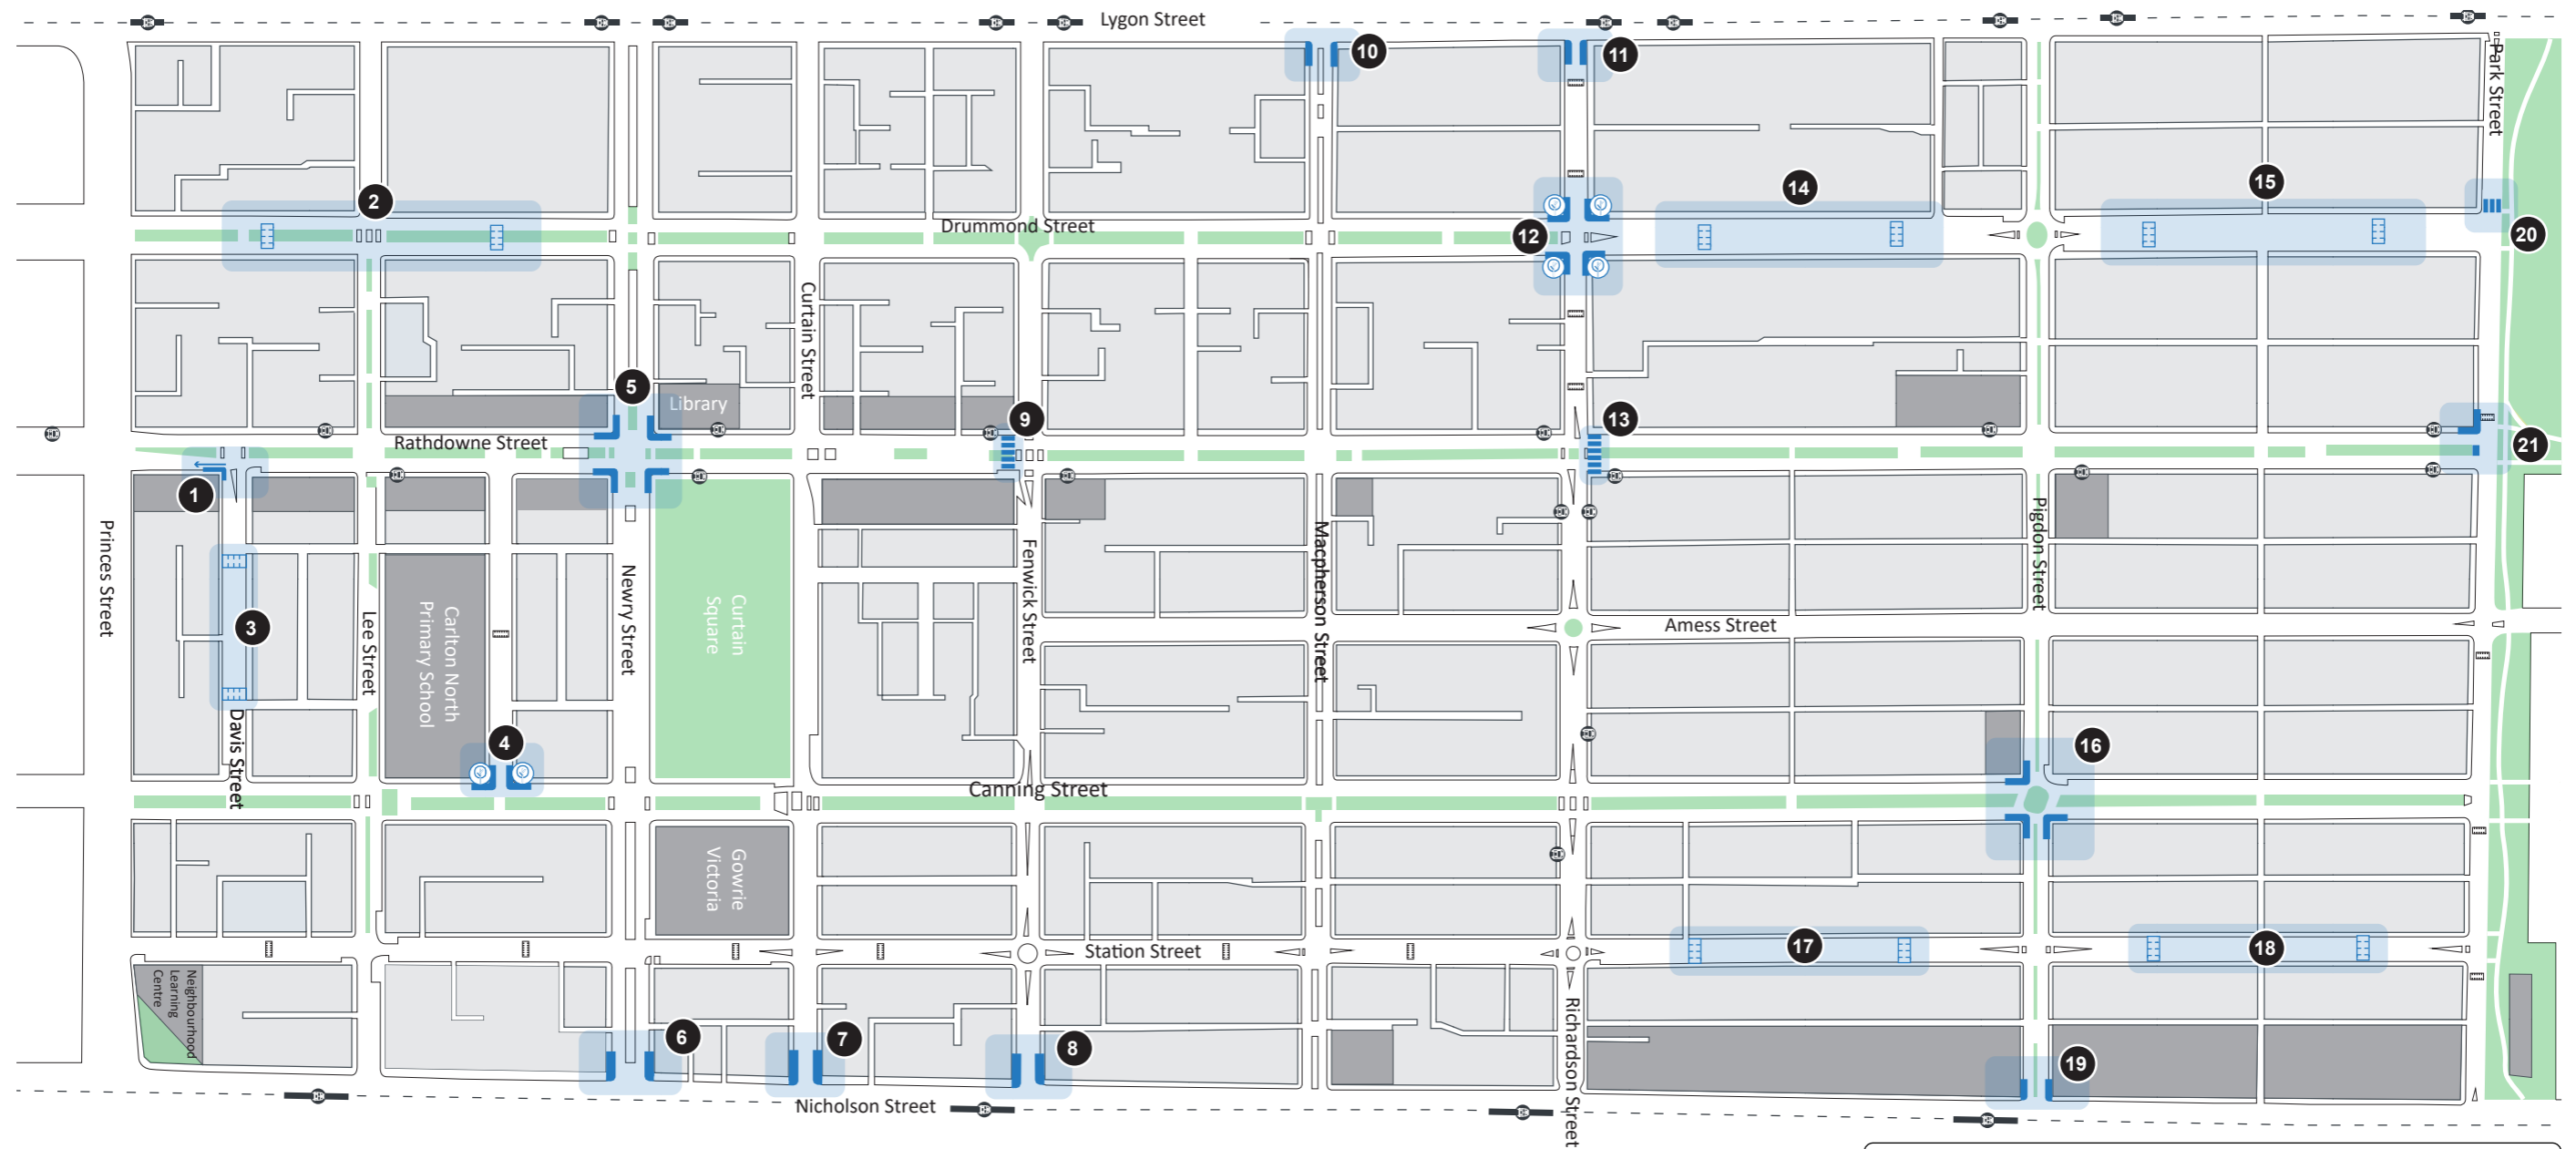 Lygon Street
10
11
Park Street
14
15
2
Drummond Street
12
20
Curtain Street
5
Library
9
13
Rathdowne Street
21
1
Princes Street
3
Lee Street
Carlton North
Primary School
Newry Street
Curtain
Square
Fenwick Street
Macpherson Street
Pigdon Street
Amess Street
Davis Street
4
16
Canning Street
Gowrie
Victoria
Station Street
17
18
Neighbourhood
Learning
Centre
6
7
8
Richardson Street
19
Nicholson Street